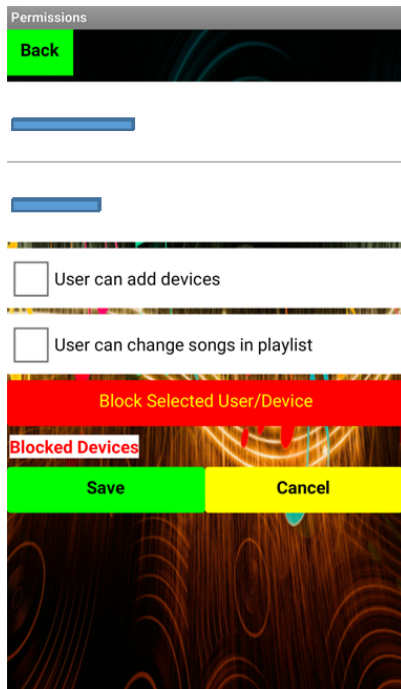 Permissions
Back
User can add devices
User can change songs in playlist
Block Selected User/Device
Blocked Devices
Save Cancel